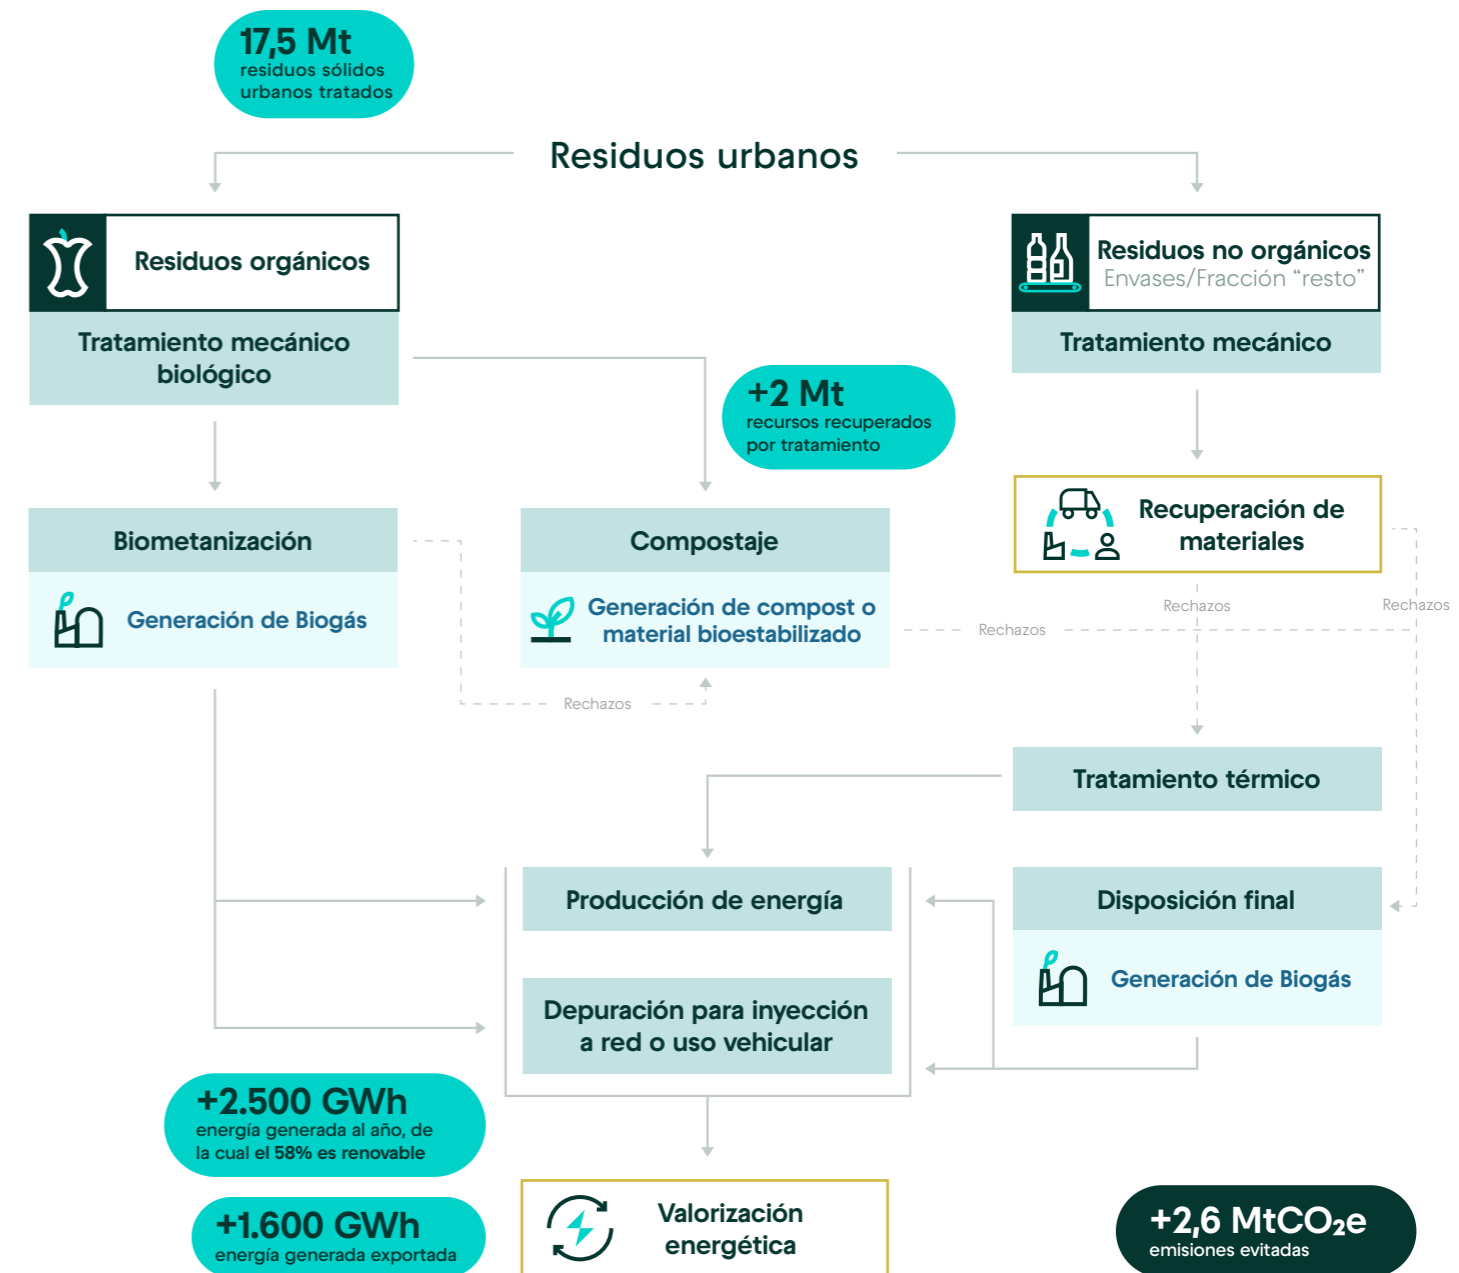 17,5 Mt
residuos sólidos
urbanos tratados
Residuos urbanos
Residuos orgánicos
Tratamiento mecánico
biológico
Residuos no orgánicos
Envases/Fracción “resto”
Tratamiento mecánico
+2 Mt
recursos recuperados
por tratamiento
Biometanización
Generación de Biogás
Compostaje
Generación de compost o
material bioestabilizado
Recuperación de
materiales
Rechazos
Rechazos
Rechazos
Rechazos
Tratamiento térmico
Producción de energía
Depuración para inyección
a red o uso vehicular
Disposición final
Generación de Biogás
+2.500 GWh
energía generada al año, de
la cual el 58% es renovable
+1.600 GWh
energía generada exportada
Valorización
energética
+2,6 MtCO₂e
emisiones evitadas